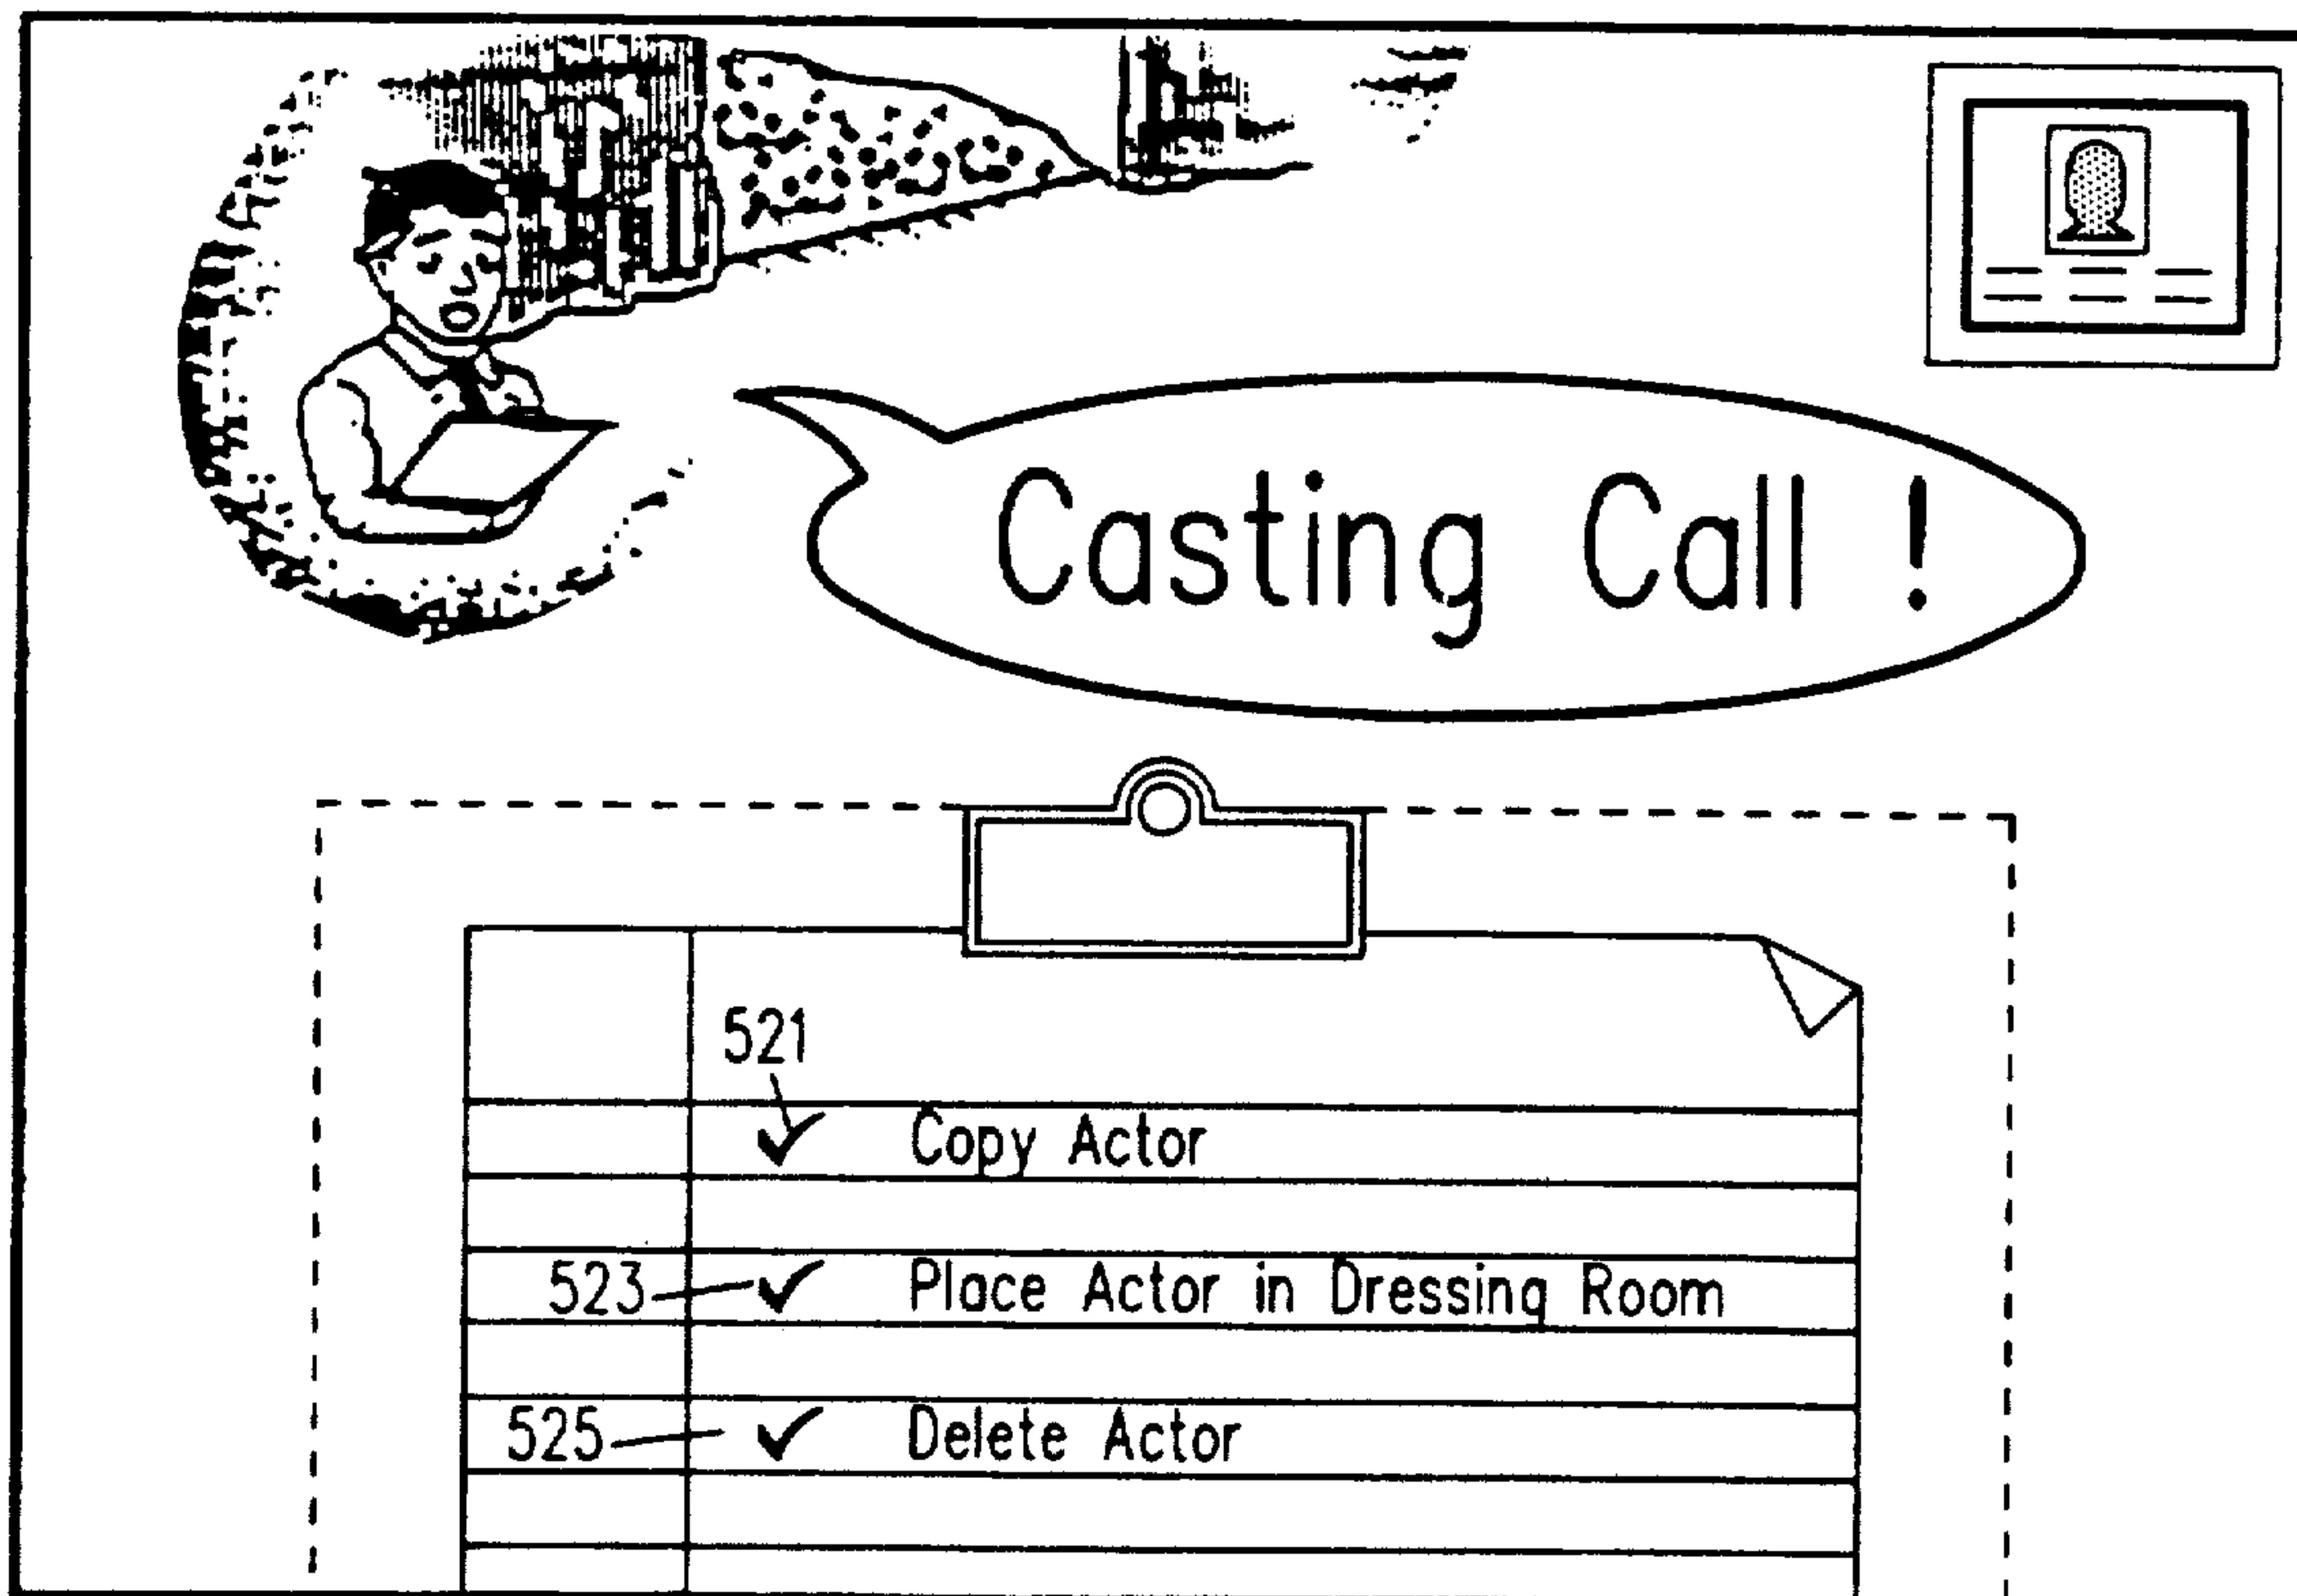 Casting Call !
521
Copy Actor
523 Place Actor in Dressing Room
525 Delete Actor